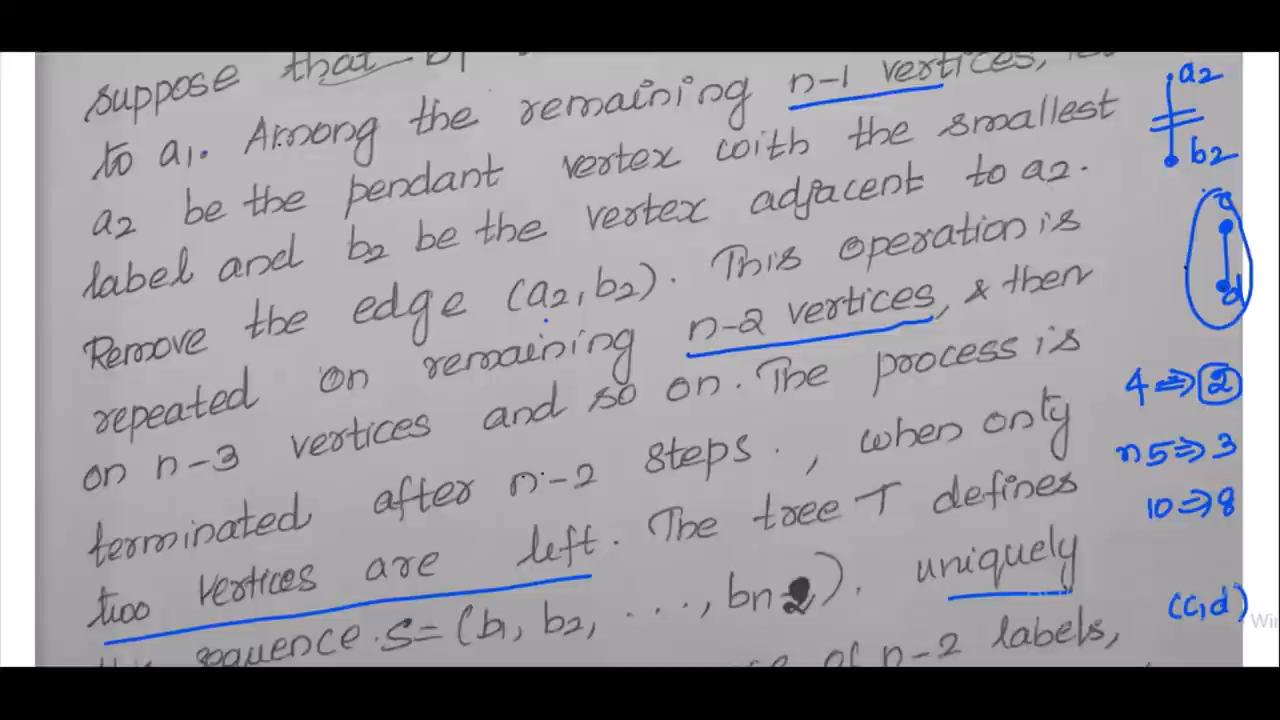 suppose that
to a1. Among the remaining n-1 vertices,
a2 be the pendant vertex with the smallest
label and b2 be the vertex adjacent to a2.
Remove the edge (a2, b2). This operation is
repeated on remaining n-2 vertices, & then
on n-3 vertices and so on. The process is
terminated after n-2 steps., when only
two vertices are left. The tree T defines
sequence S = (b1, b2, ..., bn-2). uniquely
of n-2 labels,
a2
b2
d
4 => 2
n 5 => 3
10 => 8
(c, d)